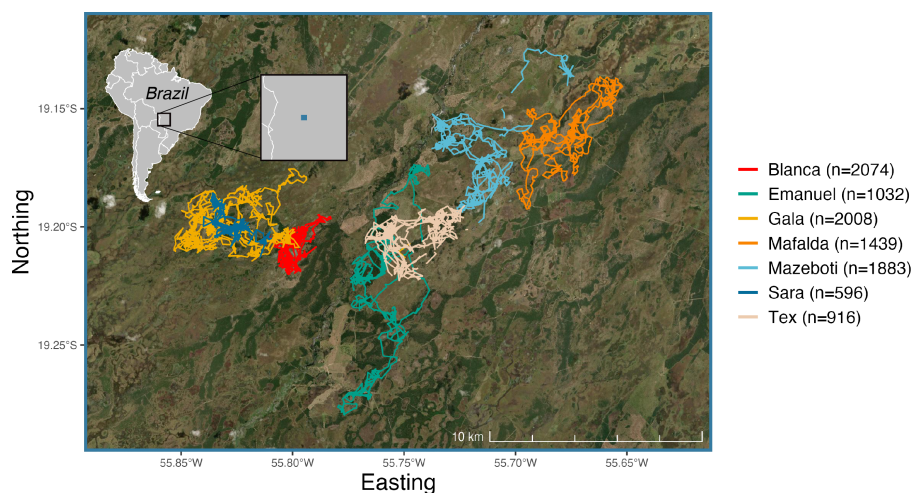 Brazil
19.15°S
19.20°S
19.25°S
Northing
10 km
55.85°W
55.80°W
55.75°W
55.70°W
55.65°W
Easting
Blanca (n=2074)
Emanuel (n=1032)
Gala (n=2008)
Mafalda (n=1439)
Mazeboti (n=1883)
Sara (n=596)
Tex (n=916)